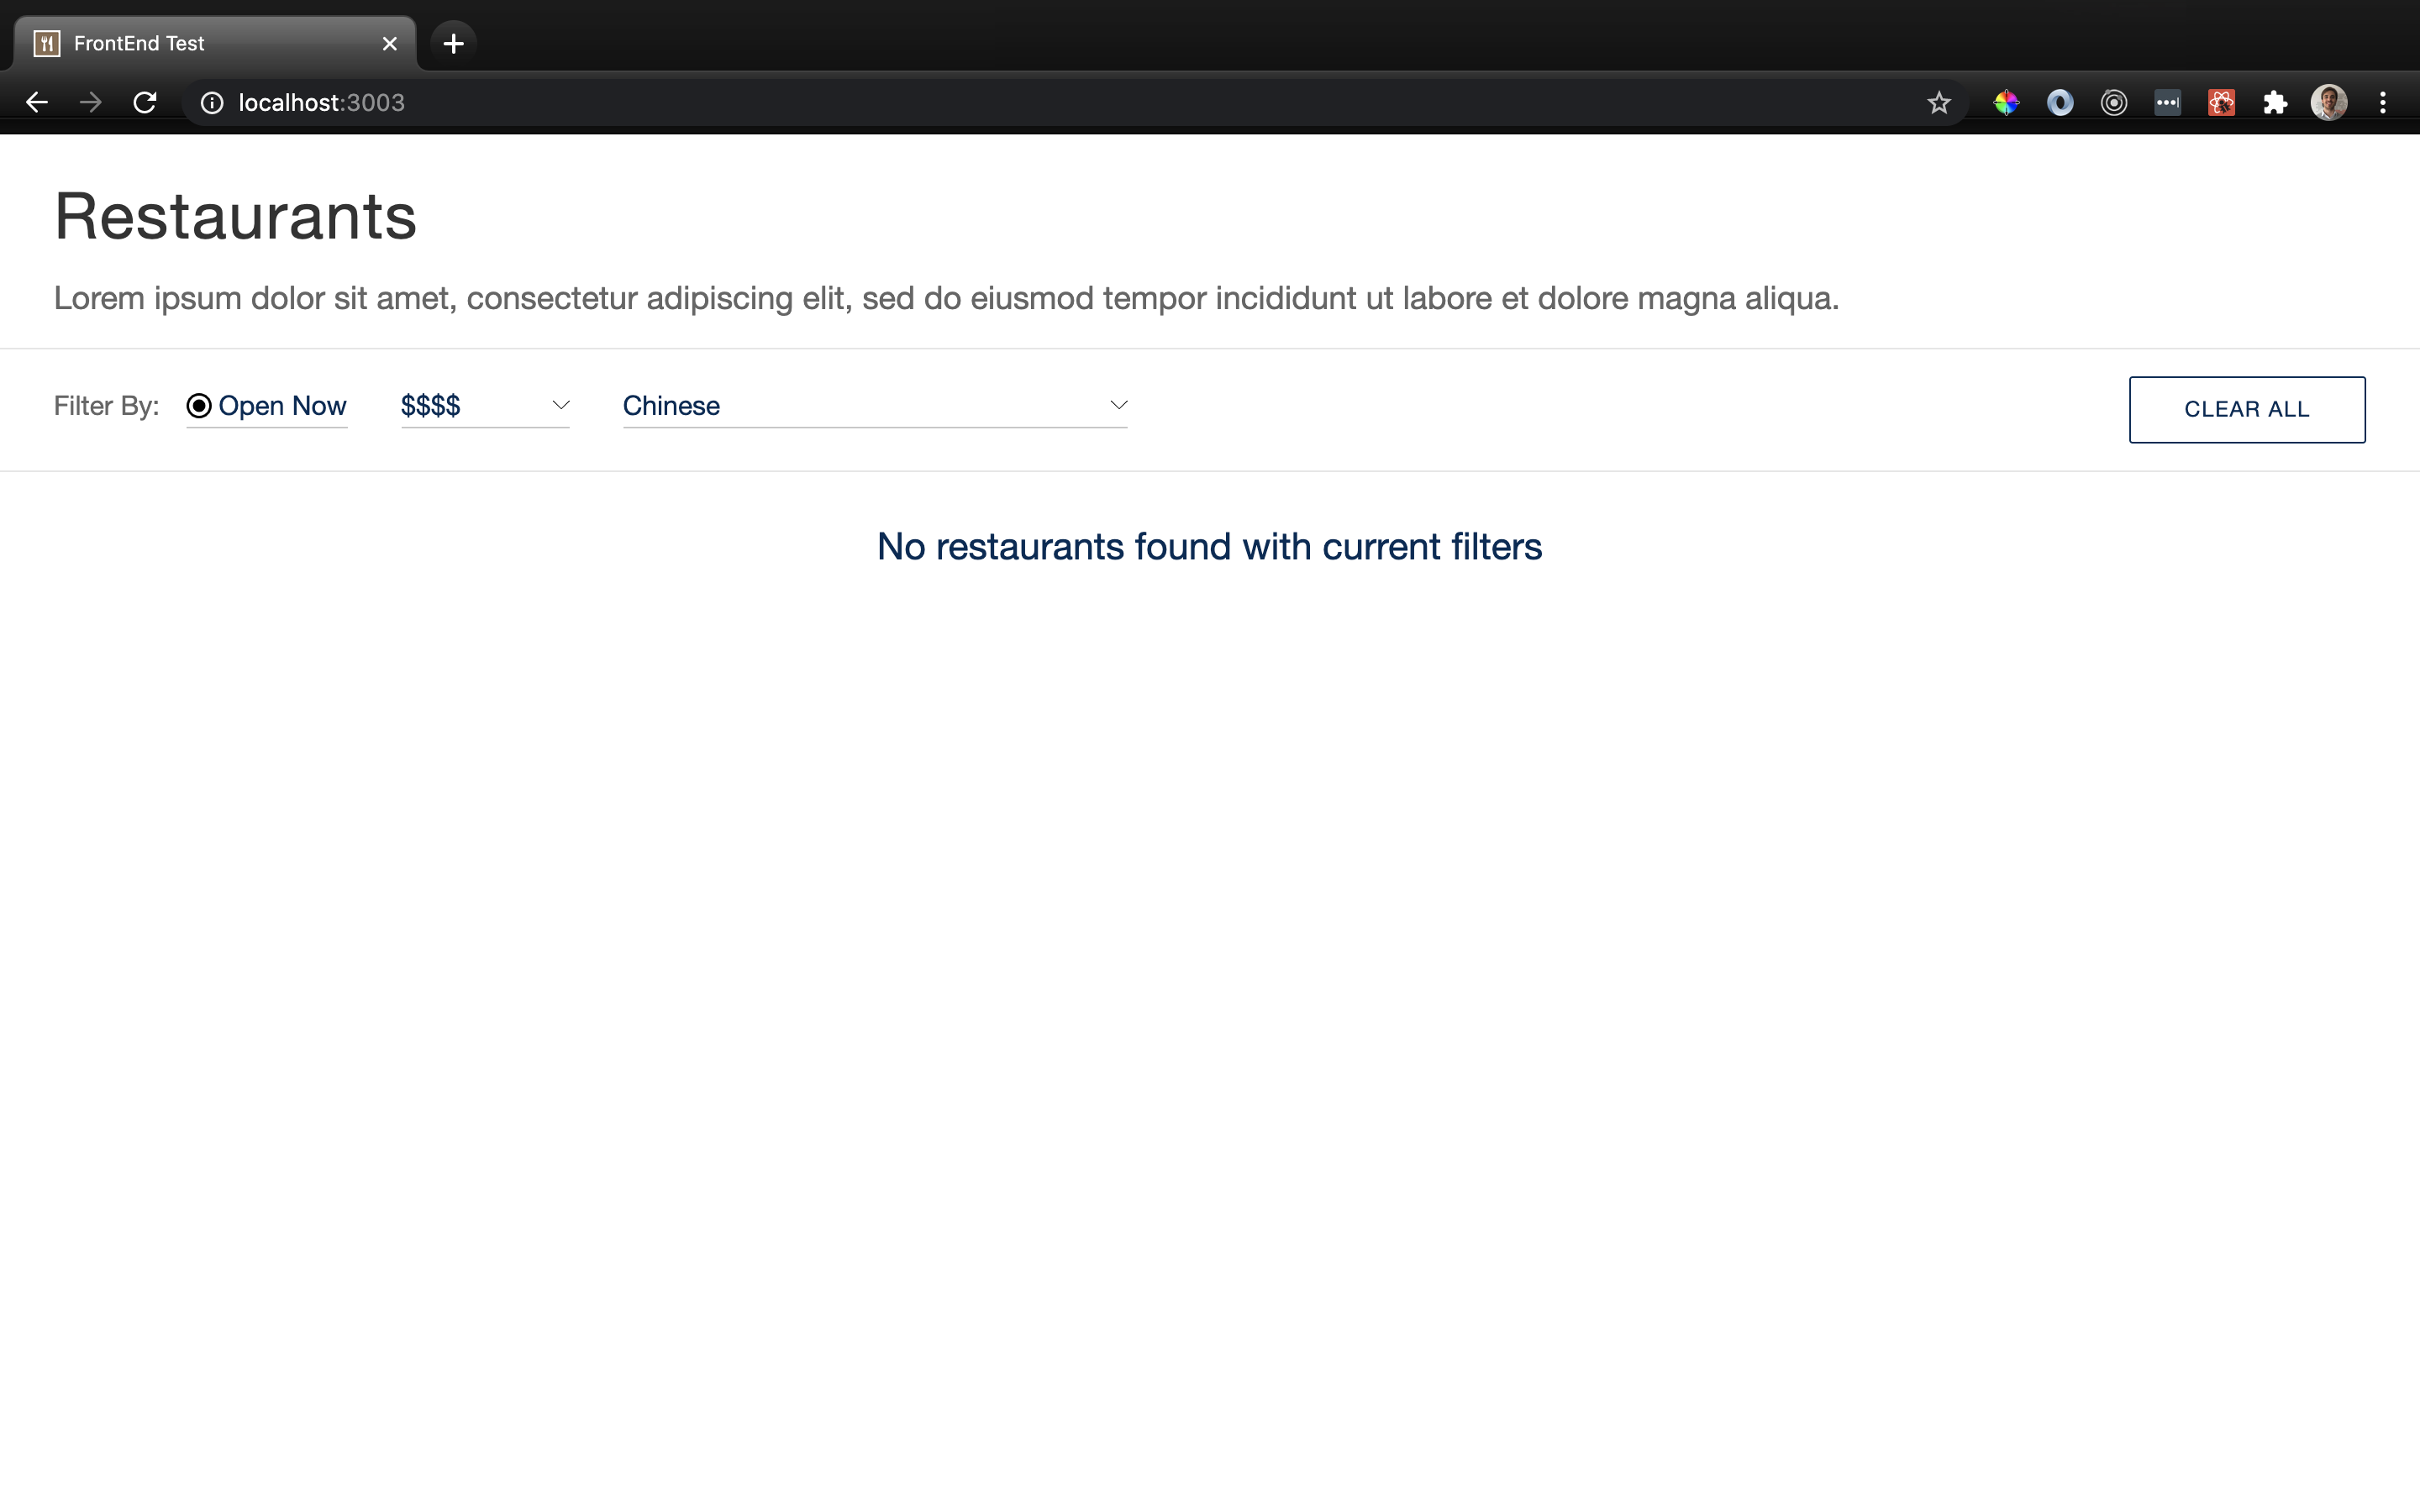 FrontEnd Test
localhost:3003
Restaurants
Lorem ipsum dolor sit amet, consectetur adipiscing elit, sed do eiusmod tempor incididunt ut labore et dolore magna aliqua.
Filter By: Open Now $$$$ Chinese CLEAR ALL
No restaurants found with current filters